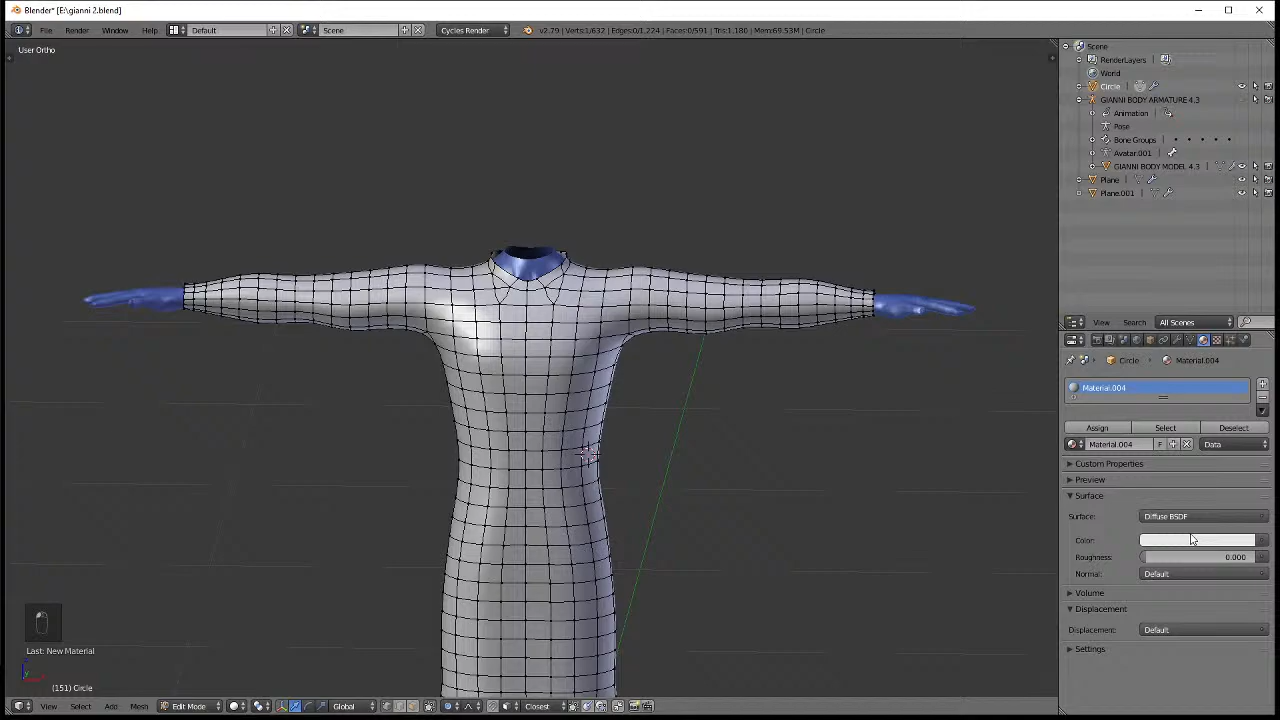 Blender* [E:\gianni 2.blend]
File Render Window Help Default Scene Cycles Render v2.79 | Verts:1/632 | Edges:0/1,224 | Faces:0/591 | Tris:1,180 | Mem:69.53M | Circle
User Ortho
Scene
RenderLayers
World
Circle
GIANNI BODY ARMATURE 4.3
Animation
Pose
Bone Groups
Avatar.001
GIANNI BODY MODEL 4.3
Plane
Plane.001
View Search All Scenes
Circle Material.004
Material.004
Assign Select Deselect
Material.004 F Data
Custom Properties
Preview
Surface
Surface: Diffuse BSDF
Color:
Roughness: 0.000
Normal: Default
Volume
Displacement
Displacement: Default
Settings
Last: New Material
(151) Circle
View Select Add Mesh Edit Mode Global Closest